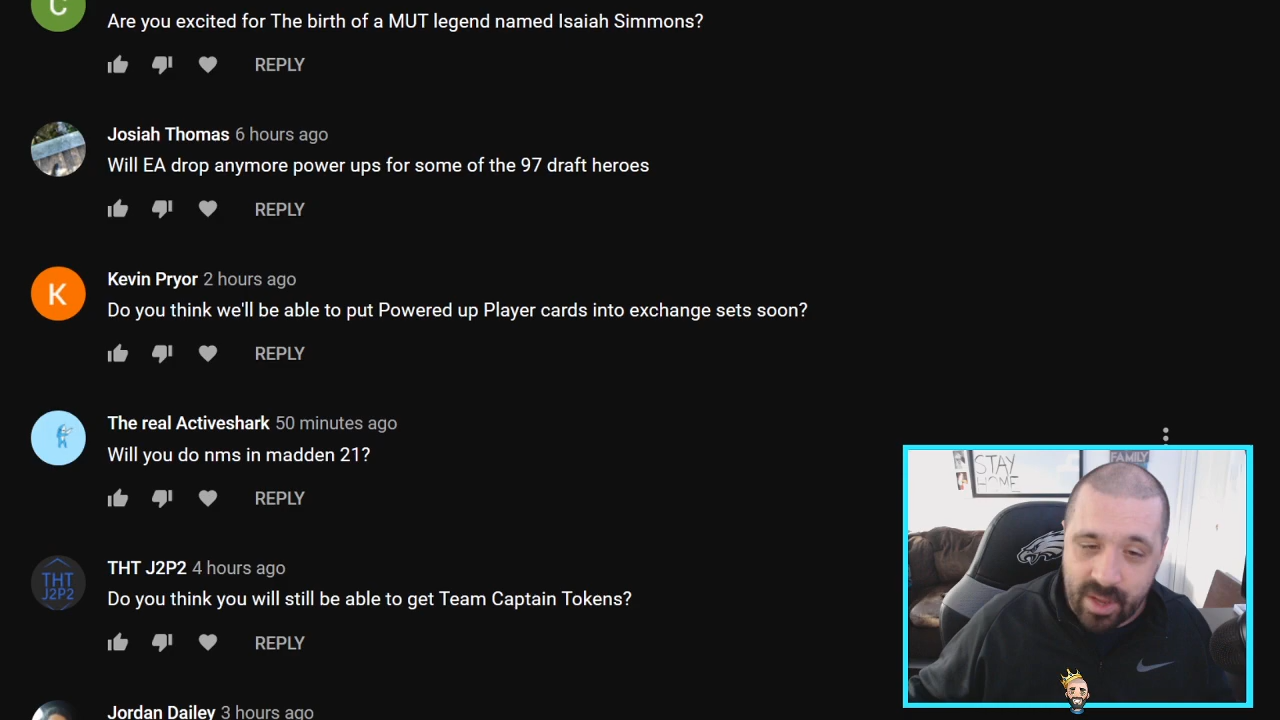 C
Are you excited for The birth of a MUT legend named Isaiah Simmons?
REPLY
Josiah Thomas 6 hours ago
Will EA drop anymore power ups for some of the 97 draft heroes
REPLY
K
Kevin Pryor 2 hours ago
Do you think we'll be able to put Powered up Player cards into exchange sets soon?
REPLY
The real Activeshark 50 minutes ago
Will you do nms in madden 21?
REPLY
STAY
HOME
FAMILY
THT
J2P2
THT J2P2 4 hours ago
Do you think you will still be able to get Team Captain Tokens?
REPLY
Jordan Dailey 3 hours ago